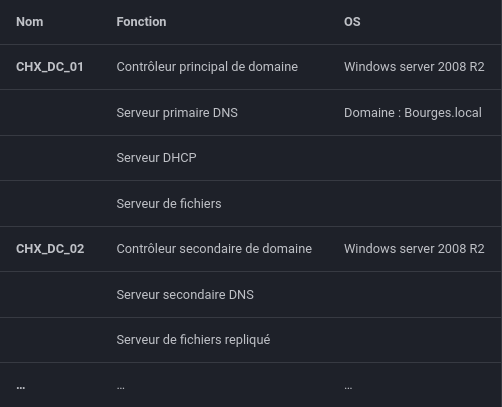 Nom Fonction OS
CHX_DC_01 Contrôleur principal de domaine Windows server 2008 R2
Serveur primaire DNS Domaine : Bourges.local
Serveur DHCP
Serveur de fichiers
CHX_DC_02 Contrôleur secondaire de domaine Windows server 2008 R2
Serveur secondaire DNS
Serveur de fichiers repliqué
... ... ...